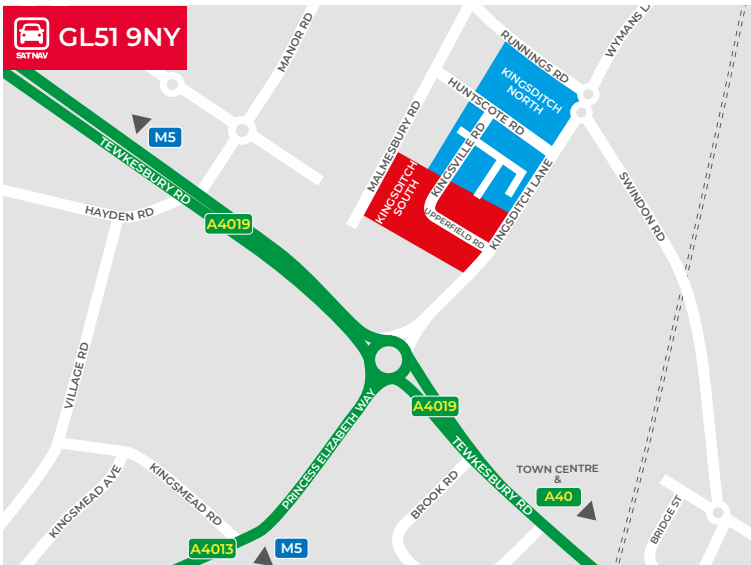 SAT NAV
GL51 9NY
MANOR RD
RUNNINGS RD
WYMANS L
KINGSDITCH
NORTH
HUNTSCOTE RD
MALMESBURY RD
M5
TEWKESBURY RD
KINGSVILLE RD
KINGSDITCH
SOUTH
UPPERFIELD RD
KINGSDITCH LANE
SWINDON RD
HAYDEN RD
A4019
VILLAGE RD
PRINCESS ELIZABETH WAY
A4019
TEWKESBURY RD
TOWN CENTRE
&
A40
KINGSMEAD AVE
KINGSMEAD RD
BROOK RD
BRIDGE ST
A4013
M5